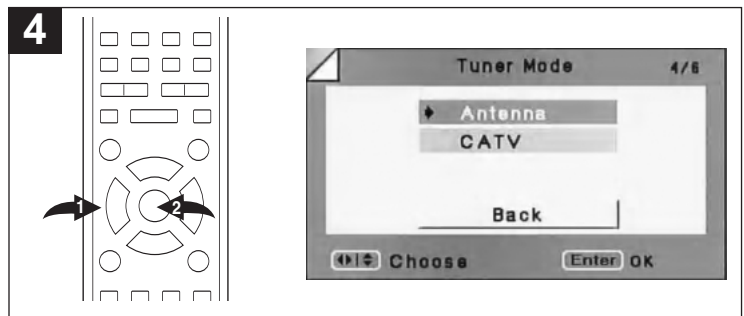 4
1
2
Tuner Mode 4/6
Antenna
CATV
Back
Choose Enter OK